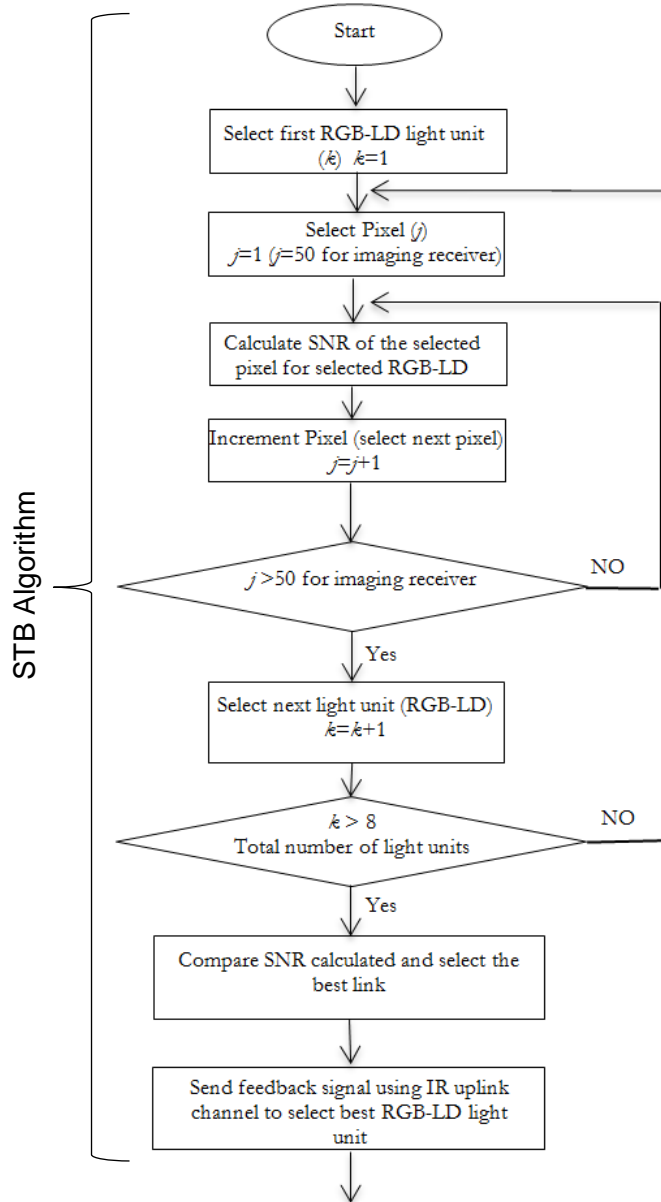 Start
Select first RGB-LD light unit
(k) k=1
Select Pixel (j)
j=1 (j=50 for imaging receiver)
Calculate SNR of the selected
pixel for selected RGB-LD
Increment Pixel (select next pixel)
j=j+1
j >50 for imaging receiver
NO
Yes
Select next light unit (RGB-LD)
k=k+1
k > 8
Total number of light units
NO
Yes
Compare SNR calculated and select the
best link
Send feedback signal using IR uplink
channel to select best RGB-LD light
unit
STB Algorithm